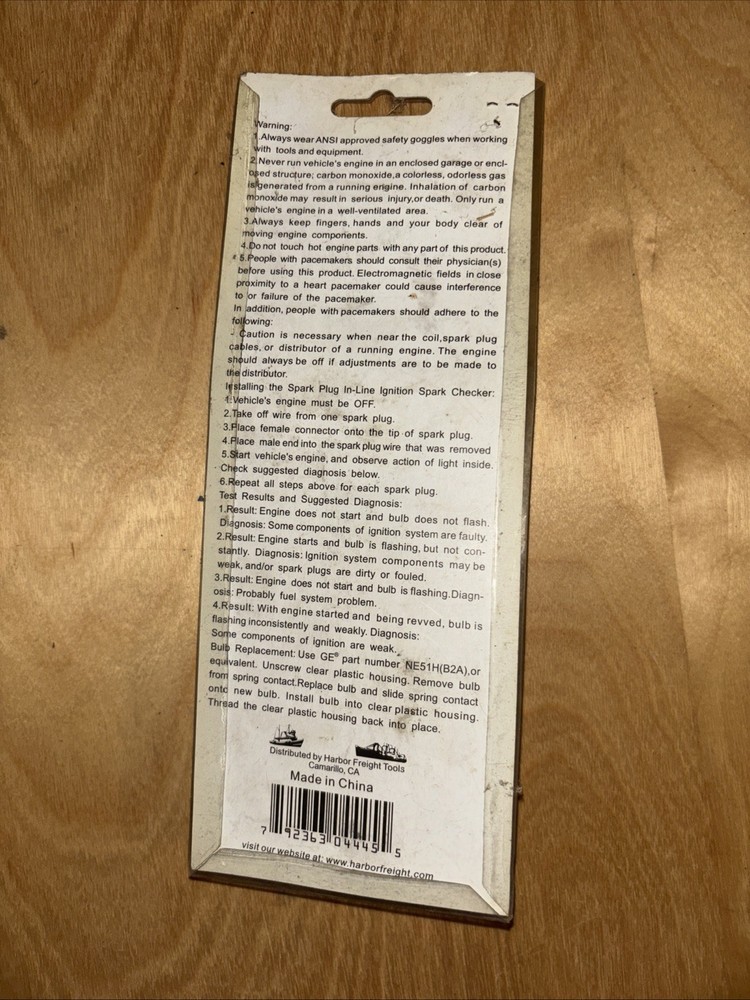 Warning:
1.Always wear ANSI approved safety goggles when working
with tools and equipment.
2.Never run vehicle's engine in an enclosed garage or encl-
osed structure; carbon monoxide,a colorless, odorless gas
is generated from a running engine. Inhalation of carbon
monoxide may result in serious injury,or death. Only run a
vehicle's engine in a well-ventilated area.
3.Always keep fingers, hands and your body clear of
moving engine components.
4.Do not touch hot engine parts with any part of this product.
5.People with pacemakers should consult their physician(s)
before using this product. Electromagnetic fields in close
proximity to a heart pacemaker could cause interference
to or failure of the pacemaker.
In addition, people with pacemakers should adhere to the
following:
- Caution is necessary when near the coil,spark plug
cables, or distributor of a running engine. The engine
should always be off if adjustments are to be made to
the distributor.
Installing the Spark Plug In-Line Ignition Spark Checker:
1.Vehicle's engine must be OFF.
2.Take off wire from one spark plug.
3.Place female connector onto the tip of spark plug.
4.Place male end into the spark plug wire that was removed
5.Start vehicle's engine, and observe action of light inside.
Check suggested diagnosis below.
6.Repeat all steps above for each spark plug.
Test Results and Suggested Diagnosis:
1.Result: Engine does not start and bulb does not flash.
Diagnosis: Some components of ignition system are faulty.
2.Result: Engine starts and bulb is flashing, but not con-
stantly. Diagnosis: Ignition system components may be
weak, and/or spark plugs are dirty or fouled.
3.Result: Engine does not start and bulb is flashing.Diagn-
osis: Probably fuel system problem.
4.Result: With engine started and being revved, bulb is
flashing inconsistently and weakly. Diagnosis:
Some components of ignition are weak.
Bulb Replacement: Use GE® part number NE51H(B2A),or
equivalent. Unscrew clear plastic housing. Remove bulb
from spring contact.Replace bulb and slide spring contact
onto new bulb. Install bulb into clear plastic housing.
Thread the clear plastic housing back into place.
Distributed by Harbor Freight Tools
Camarillo, CA
Made in China
7 92363 04445 5
visit our website at: www.harborfreight.com